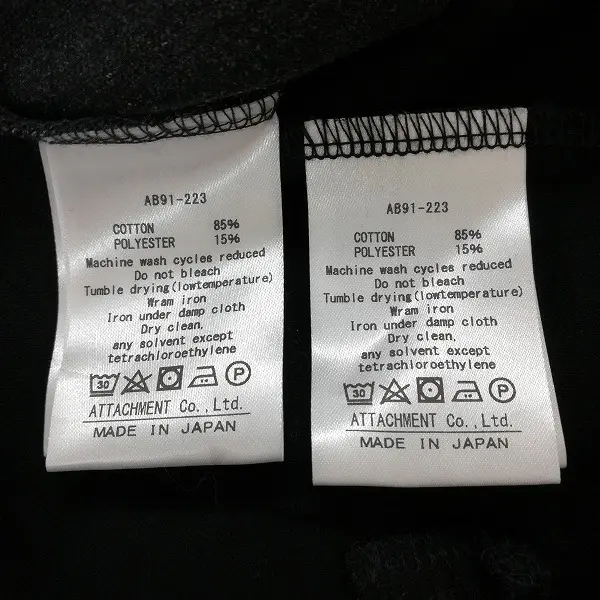 AB91-223
COTTON 85%
POLYESTER 15%
Machine wash cycles reduced
Do not bleach
Tumble drying(lowtemperature)
Wram iron
Iron under damp cloth
Dry clean,
any solvent except
tetrachloroethylene
30 P
ATTACHMENT Co.,Ltd.
MADE IN JAPAN
AB91-223
COTTON 85%
POLYESTER 15%
Machine wash cycles reduced
Do not bleach
Tumble drying(lowtemperature)
Wram iron
Iron under damp cloth
Dry clean,
any solvent except
tetrachloroethylene
30 P
ATTACHMENT Co.,Ltd.
MADE IN JAPAN